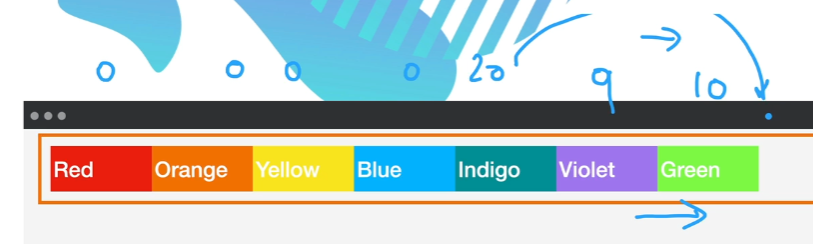 0 0 0 0 20 9 10
Red Orange Yellow Blue Indigo Violet Green